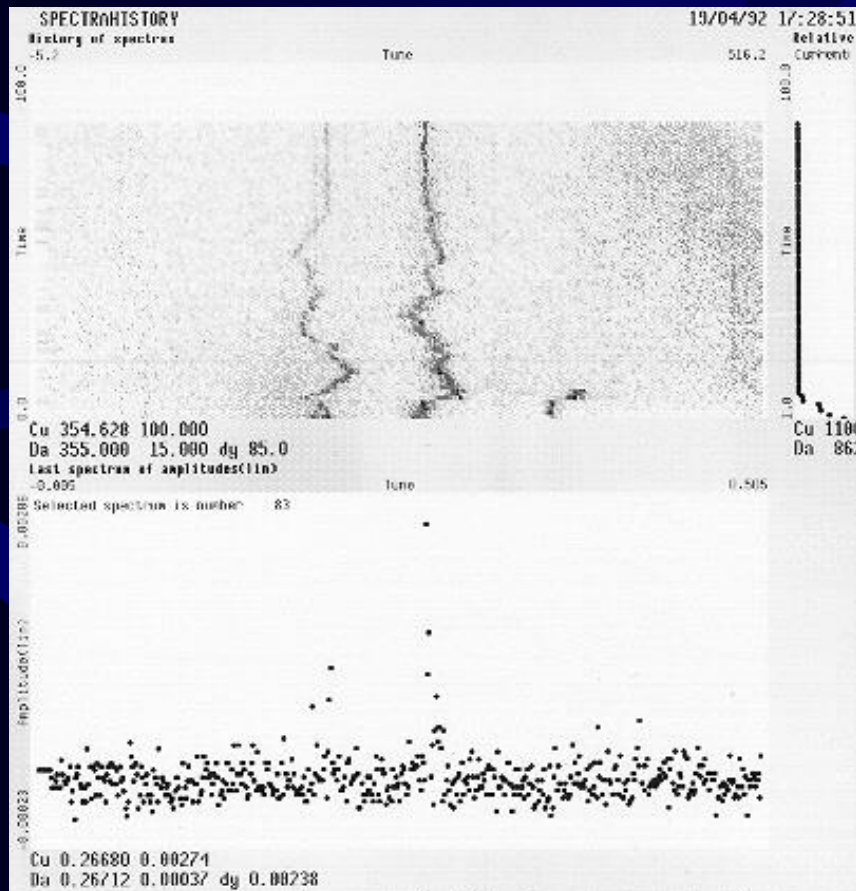 SPECTRAHISTORY 19/04/92 17:28:51
History of spectrum Relative
-5.2 Tune 516.2 Current
100.0 100.0
Time Time
0.0 1.0
Cu 354.628 100.000 Cu 1100
Da 355.000 15.000 dy 85.0 Da 862
Last spectrum of amplitudes(lin)
-0.005 Tune 0.505
Selected spectrum is number 83
0.00286
Amplitude(lin)
-0.00023
Cu 0.26680 0.00274
Da 0.26712 0.00037 dy 0.00238